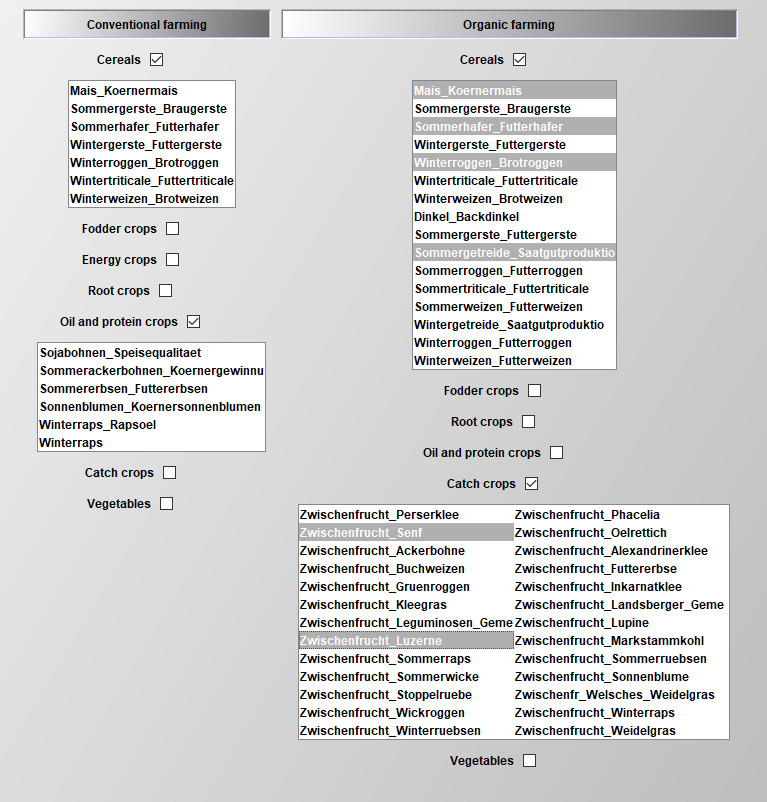 Conventional farming
Cereals
Mais_Koernermais
Sommergerste_Braugerste
Sommerhafer_Futterhafer
Wintergerste_Futtergerste
Winterroggen_Brotroggen
Wintertriticale_Futtertriticale
Winterweizen_Brotweizen
Fodder crops
Energy crops
Root crops
Oil and protein crops
Sojabohnen_Speisequalitaet
Sommerackerbohnen_Koernergewinnu
Sommererbsen_Futtererbsen
Sonnenblumen_Koernersonnenblumen
Winterraps_Rapsoel
Winterraps
Catch crops
Vegetables
Organic farming
Cereals
Mais_Koernermais
Sommergerste_Braugerste
Sommerhafer_Futterhafer
Wintergerste_Futtergerste
Winterroggen_Brotroggen
Wintertriticale_Futtertriticale
Winterweizen_Brotweizen
Dinkel_Backdinkel
Sommergerste_Futtergerste
Sommergetreide_Saatgutproduktio
Sommerroggen_Futterroggen
Sommertriticale_Futtertriticale
Sommerweizen_Futterweizen
Wintergetreide_Saatgutproduktio
Winterroggen_Futterroggen
Winterweizen_Futterweizen
Fodder crops
Root crops
Oil and protein crops
Catch crops
Zwischenfrucht_Perserklee Zwischenfrucht_Phacelia
Zwischenfrucht_Senf Zwischenfrucht_Oelrettich
Zwischenfrucht_Ackerbohne Zwischenfrucht_Alexandrinerklee
Zwischenfrucht_Buchweizen Zwischenfrucht_Futtererbse
Zwischenfrucht_Gruenroggen Zwischenfrucht_Inkarnatklee
Zwischenfrucht_Kleegras Zwischenfrucht_Landsberger_Geme
Zwischenfrucht_Leguminosen_Geme Zwischenfrucht_Lupine
Zwischenfrucht_Luzerne Zwischenfrucht_Markstammkohl
Zwischenfrucht_Sommerraps Zwischenfrucht_Sommerruebsen
Zwischenfrucht_Sommerwicke Zwischenfrucht_Sonnenblume
Zwischenfrucht_Stoppelruebe Zwischenfr_Welsches_Weidelgras
Zwischenfrucht_Wickroggen Zwischenfrucht_Winterraps
Zwischenfrucht_Winterruebsen Zwischenfrucht_Weidelgras
Vegetables